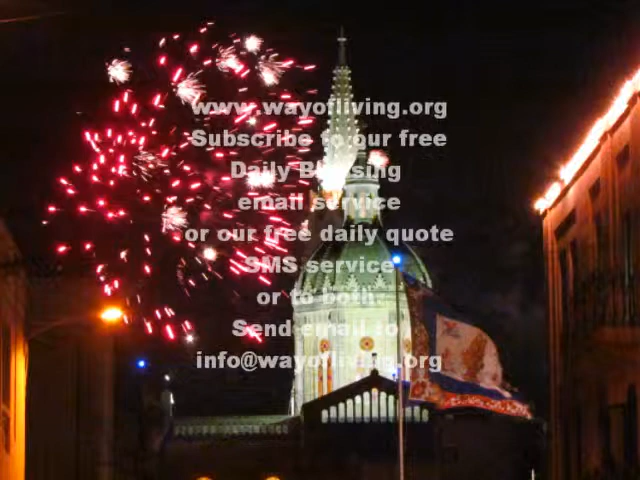 www.wayofliving.org
Subscribe to our free
Daily Blessing
email service
or our free daily quote
SMS service
or to both
Send email to
info@wayofliving.org